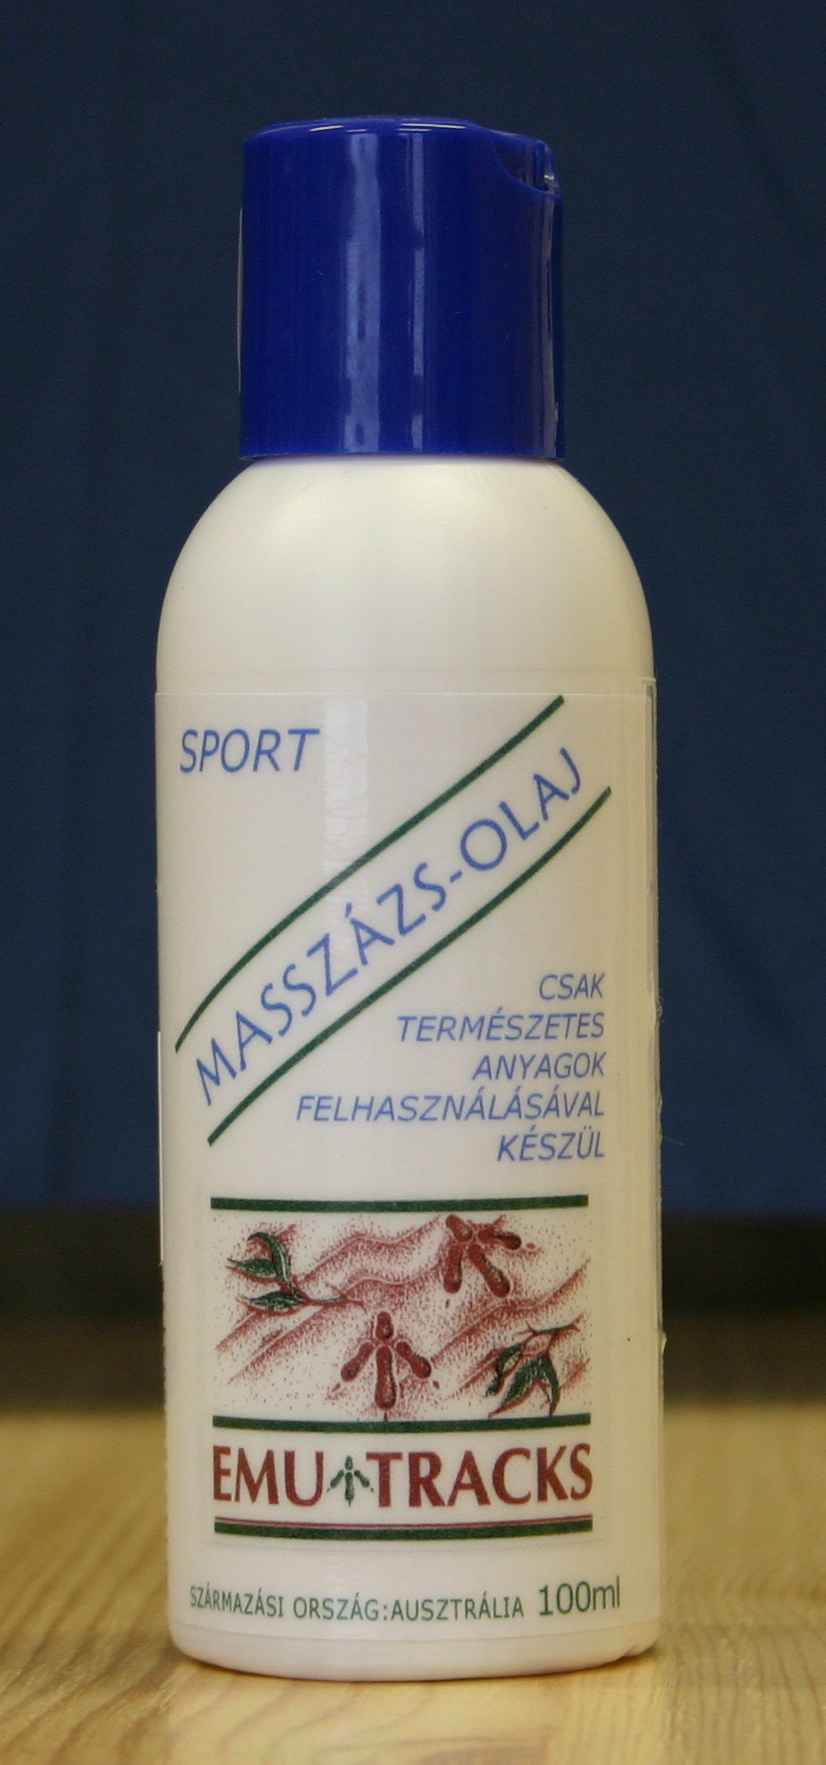 SPORT
MASSZÁZS-OLAJ
CSAK
TERMÉSZETES
ANYAGOK
FELHASZNÁLÁSÁVAL
KÉSZÜL
EMU TRACKS
SZÁRMAZÁSI ORSZÁG:AUSZTRÁLIA 100ml